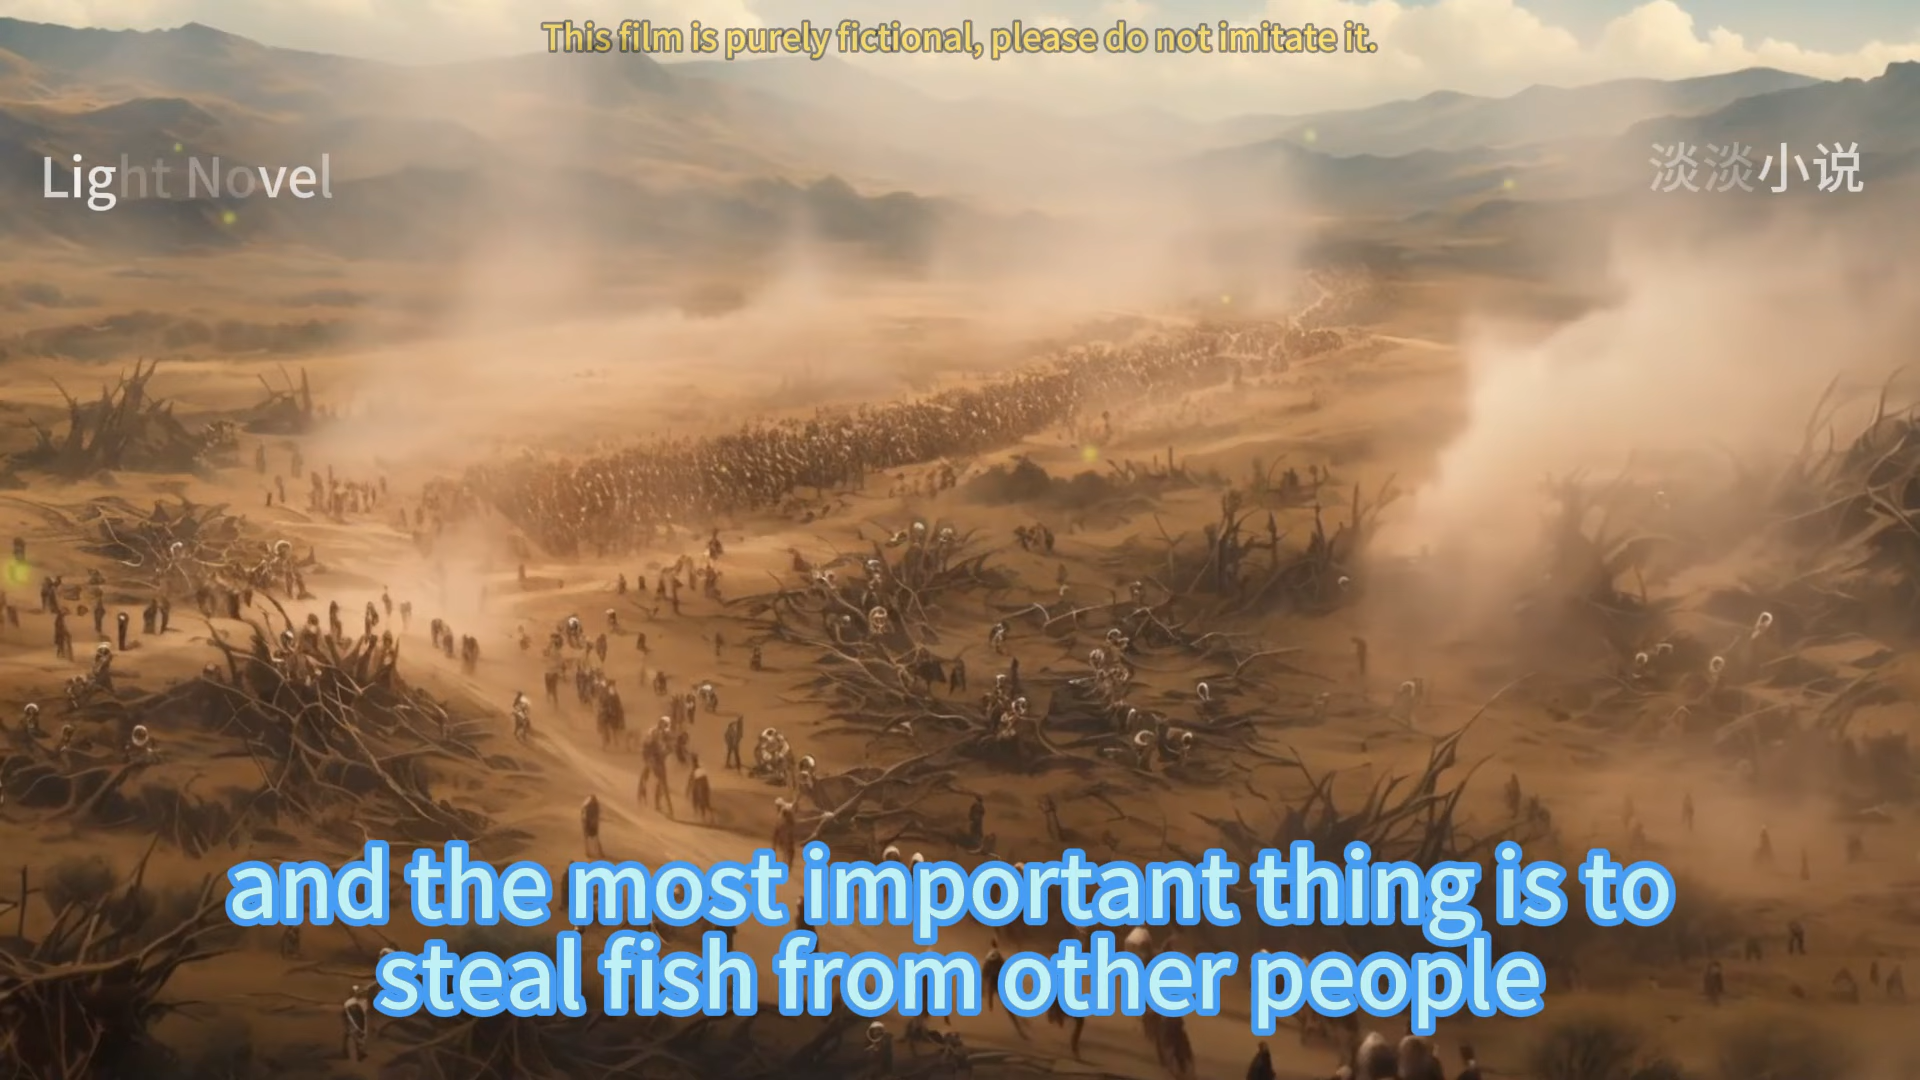 This film is purely fictional, please do not imitate it.
Light Novel
淡淡小说
and the most important thing is to
steal fish from other people